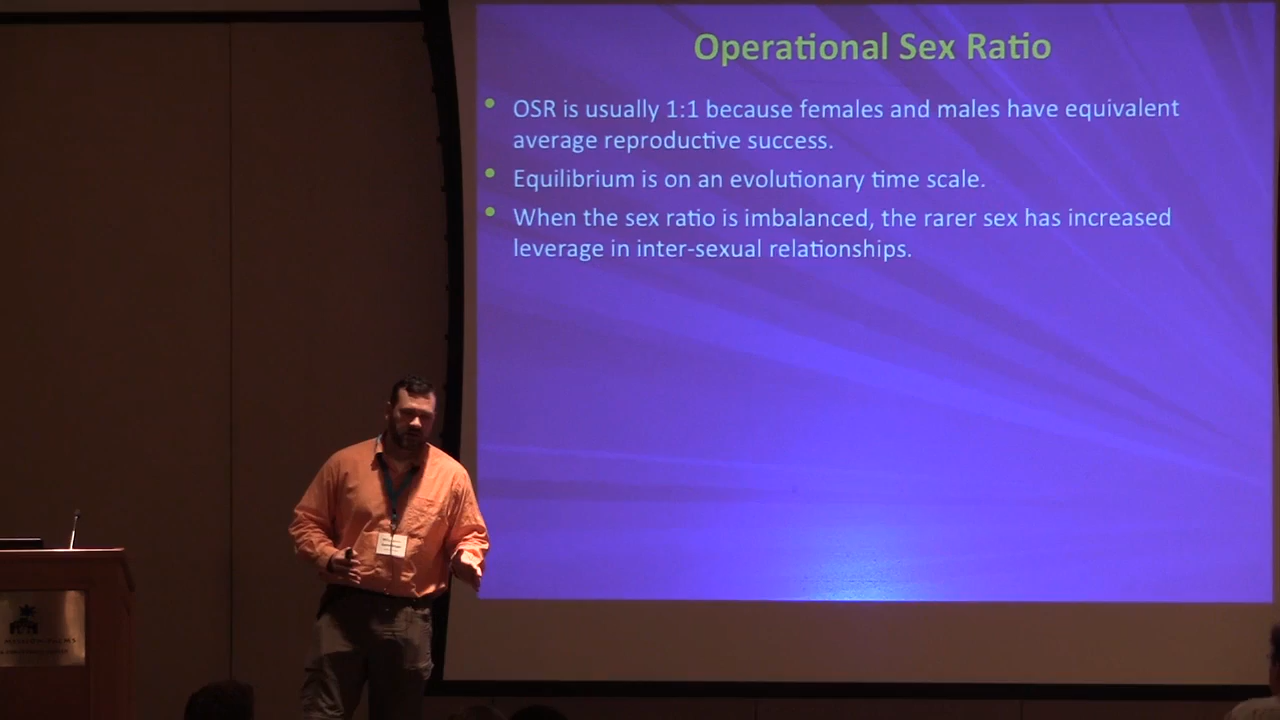 Operational Sex Ratio
• OSR is usually 1:1 because females and males have equivalent
average reproductive success.
• Equilibrium is on an evolutionary time scale.
• When the sex ratio is imbalanced, the rarer sex has increased
leverage in inter-sexual relationships.